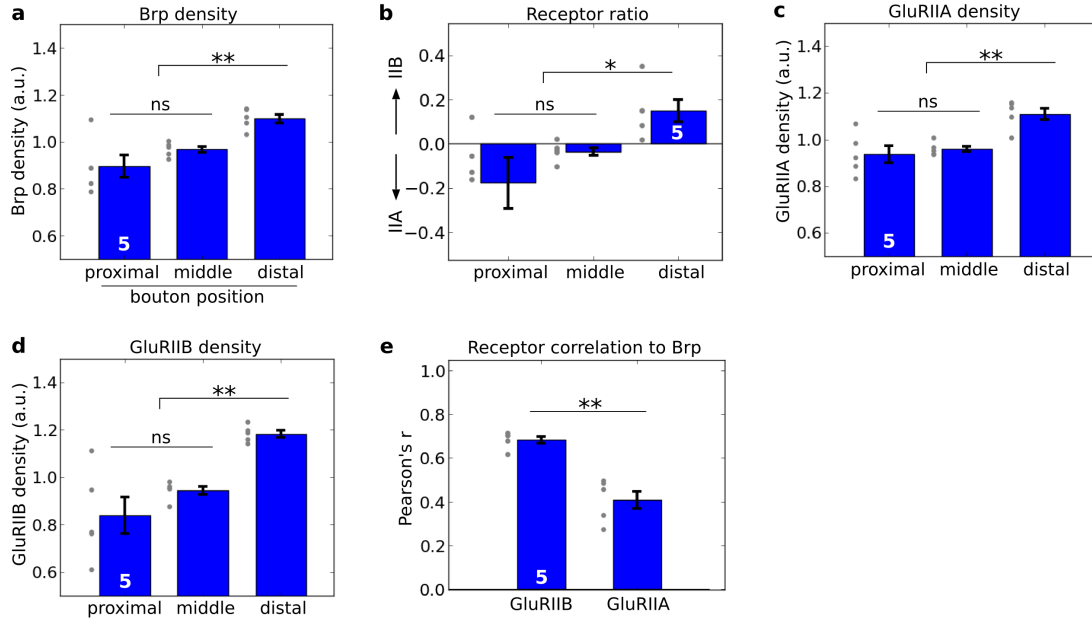 a
Brp density
Brp density (a.u.)
1.4
1.2
1.0
0.8
0.6
**
ns
5
proximal middle distal
bouton position
b
Receptor ratio
IIA IIB
0.4
0.2
0.0
−0.2
−0.4
*
ns
5
proximal middle distal
c
GluRIIA density
GluRIIA density (a.u.)
1.4
1.2
1.0
0.8
0.6
**
ns
5
proximal middle distal
d
GluRIIB density
GluRIIB density (a.u.)
1.4
1.2
1.0
0.8
0.6
**
ns
5
proximal middle distal
e
Receptor correlation to Brp
Pearson's r
1.0
0.8
0.6
0.4
0.2
0.0
**
5
GluRIIB GluRIIA